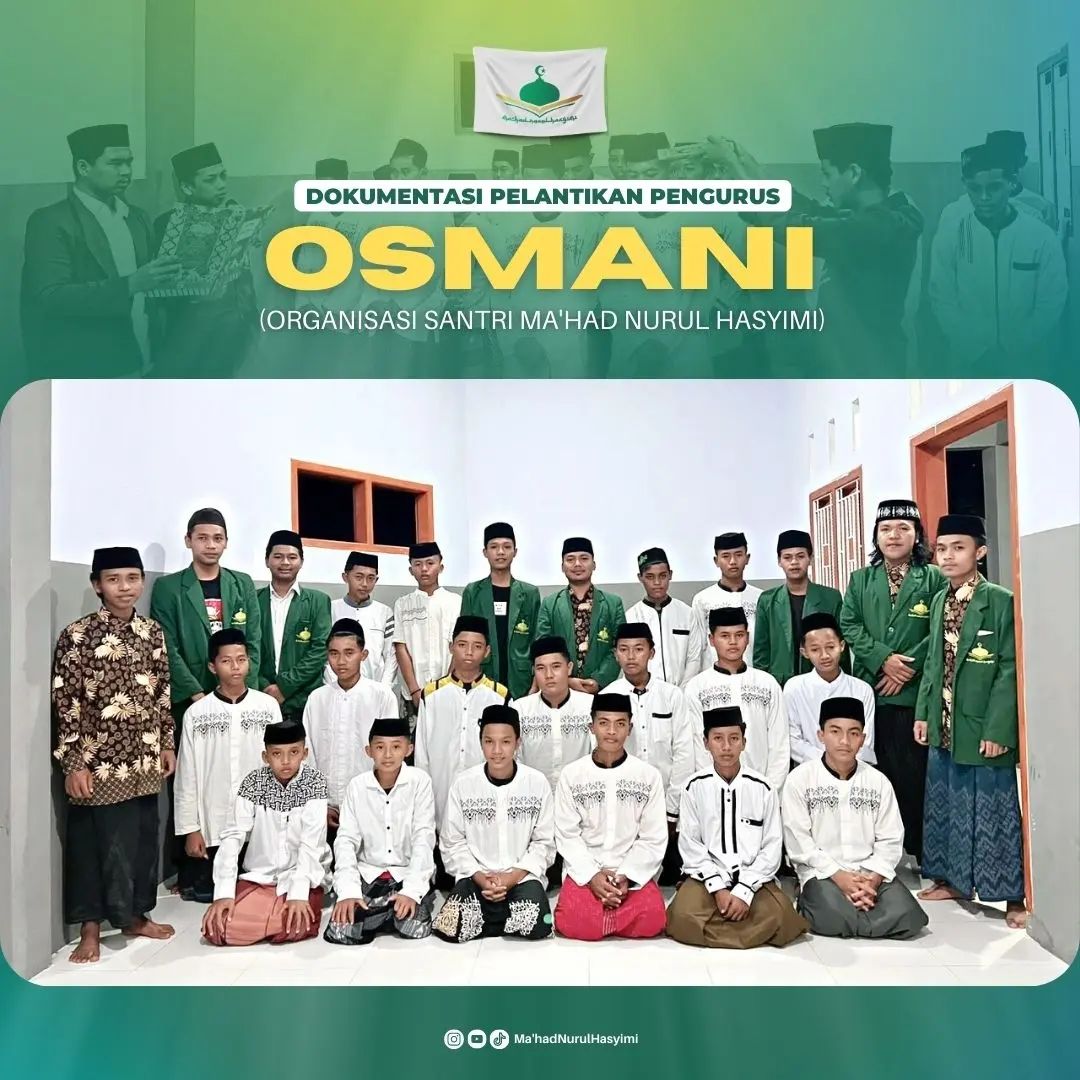 DOKUMENTASI PELANTIKAN PENGURUS
OSMANI
(ORGANISASI SANTRI MA'HAD NURUL HASYIMI)
Ma'hadNurulHasyimi